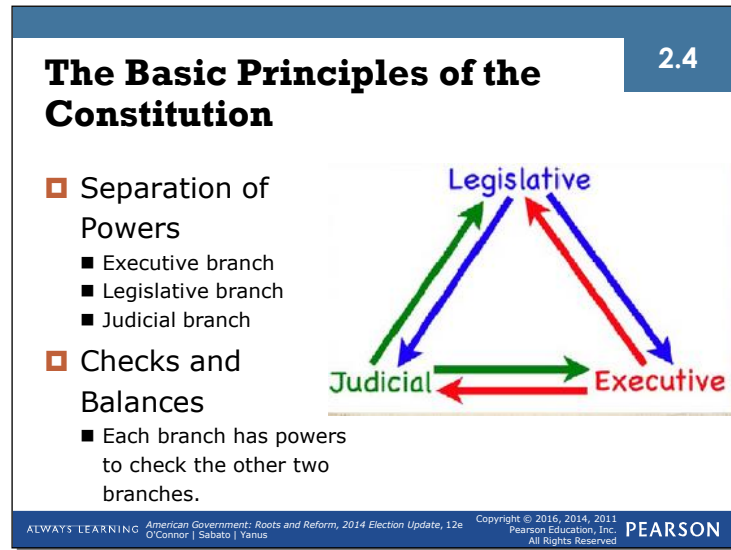 2.4
The Basic Principles of the
Constitution
Separation of
Powers
Executive branch
Legislative branch
Judicial branch
Checks and
Balances
Each branch has powers
to check the other two
branches.
Legislative
Judicial
Executive
ALWAYS LEARNING
American Government: Roots and Reform, 2014 Election Update, 12e
O'Connor | Sabato | Yanus
Copyright © 2016, 2014, 2011
Pearson Education, Inc.
All Rights Reserved
PEARSON